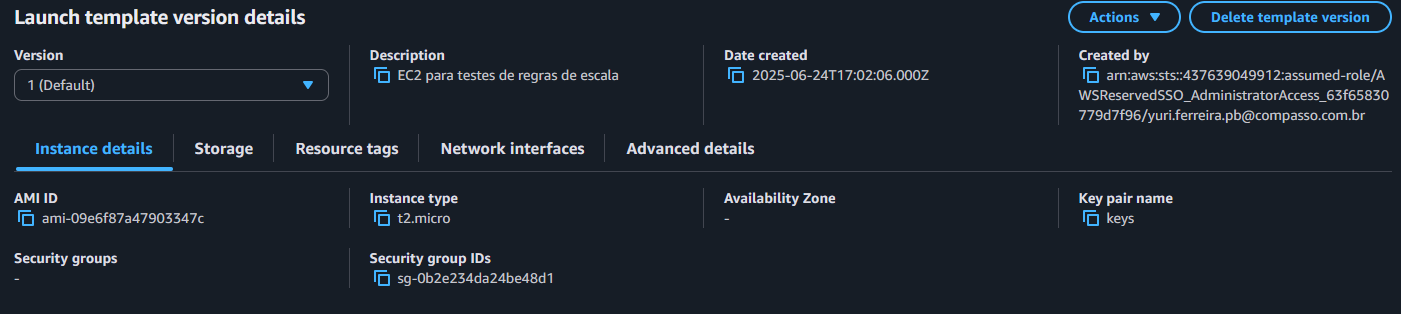 Launch template version details
Actions
Delete template version
Version
1 (Default)
Description
EC2 para testes de regras de escala
Date created
2025-06-24T17:02:06.000Z
Created by
arn:aws:sts::437639049912:assumed-role/A
WSReservedSSO_AdministratorAccess_63f65830
779d7f96/yuri.ferreira.pb@compasso.com.br
Instance details
Storage
Resource tags
Network interfaces
Advanced details
AMI ID
ami-09e6f87a47903347c
Instance type
t2.micro
Availability Zone
-
Key pair name
keys
Security groups
-
Security group IDs
sg-0b2e234da24be48d1